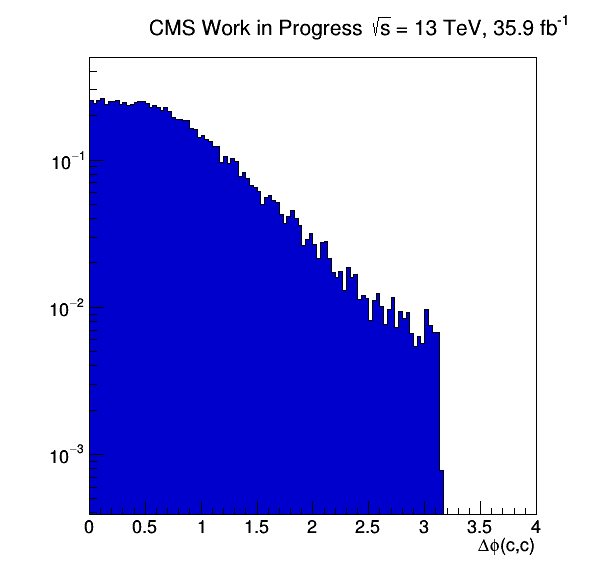 CMS Work in Progress √s = 13 TeV, 35.9 fb⁻¹
10⁻¹
10⁻²
10⁻³
0 0.5 1 1.5 2 2.5 3 3.5 4
Δϕ(c,c)